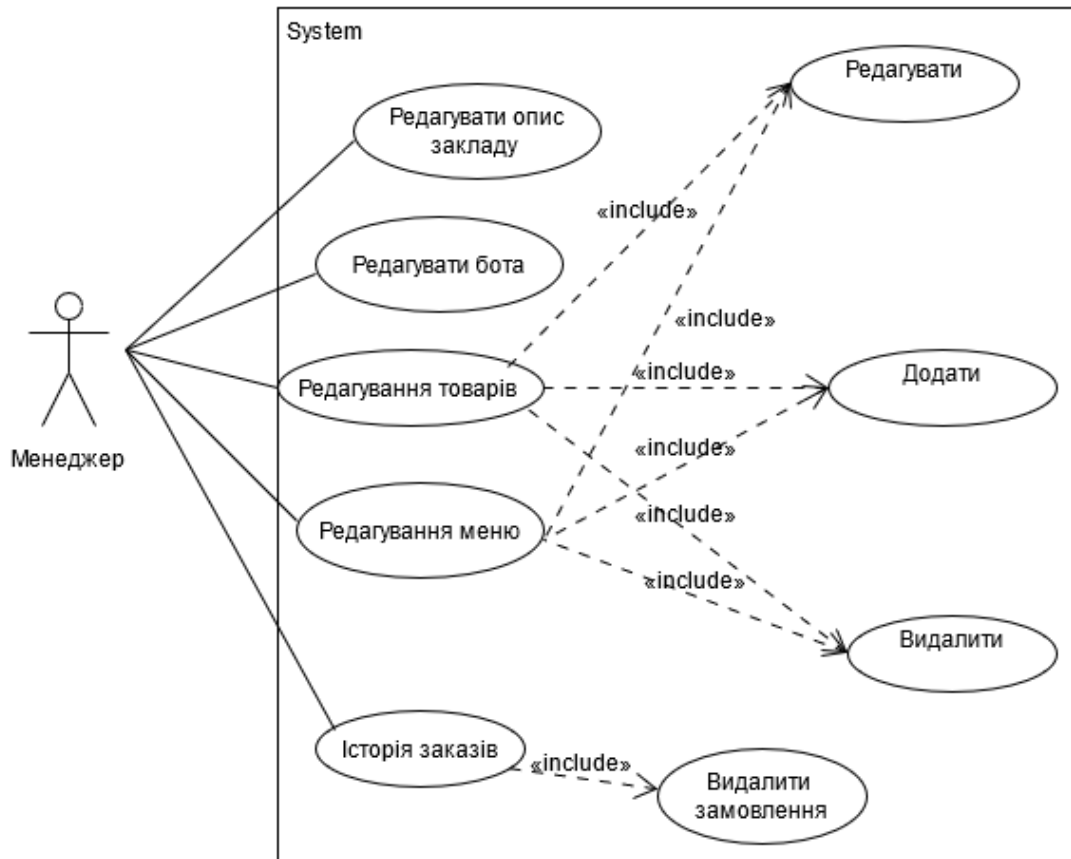 System
Редагувати
Редагувати опис
закладу
«include»
Редагувати бота
«include»
«include»
Додати
Редагування товарів
Менеджер
«include»
«include»
Редагування меню
«include»
Видалити
Історія заказів
«include»
Видалити
замовлення